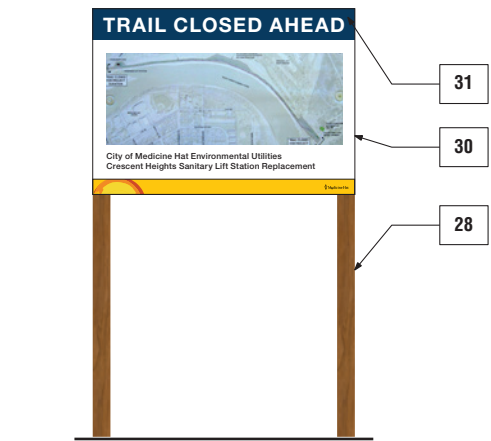 TRAIL CLOSED AHEAD
31
30
City of Medicine Hat Environmental Utilities
Crescent Heights Sanitary Lift Station Replacement
28